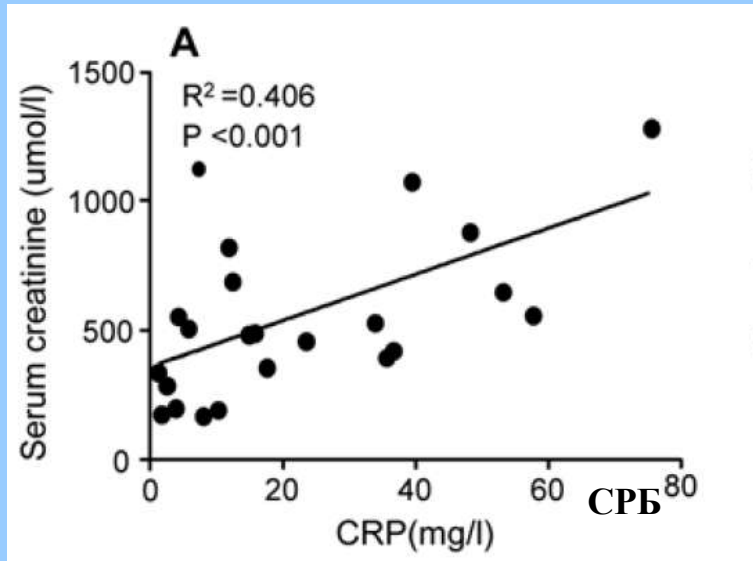 A
1500
R² =0.406
P <0.001
1000
500
0
Serum creatinine (umol/l)
0 20 40 60 80
СРБ
CRP(mg/l)